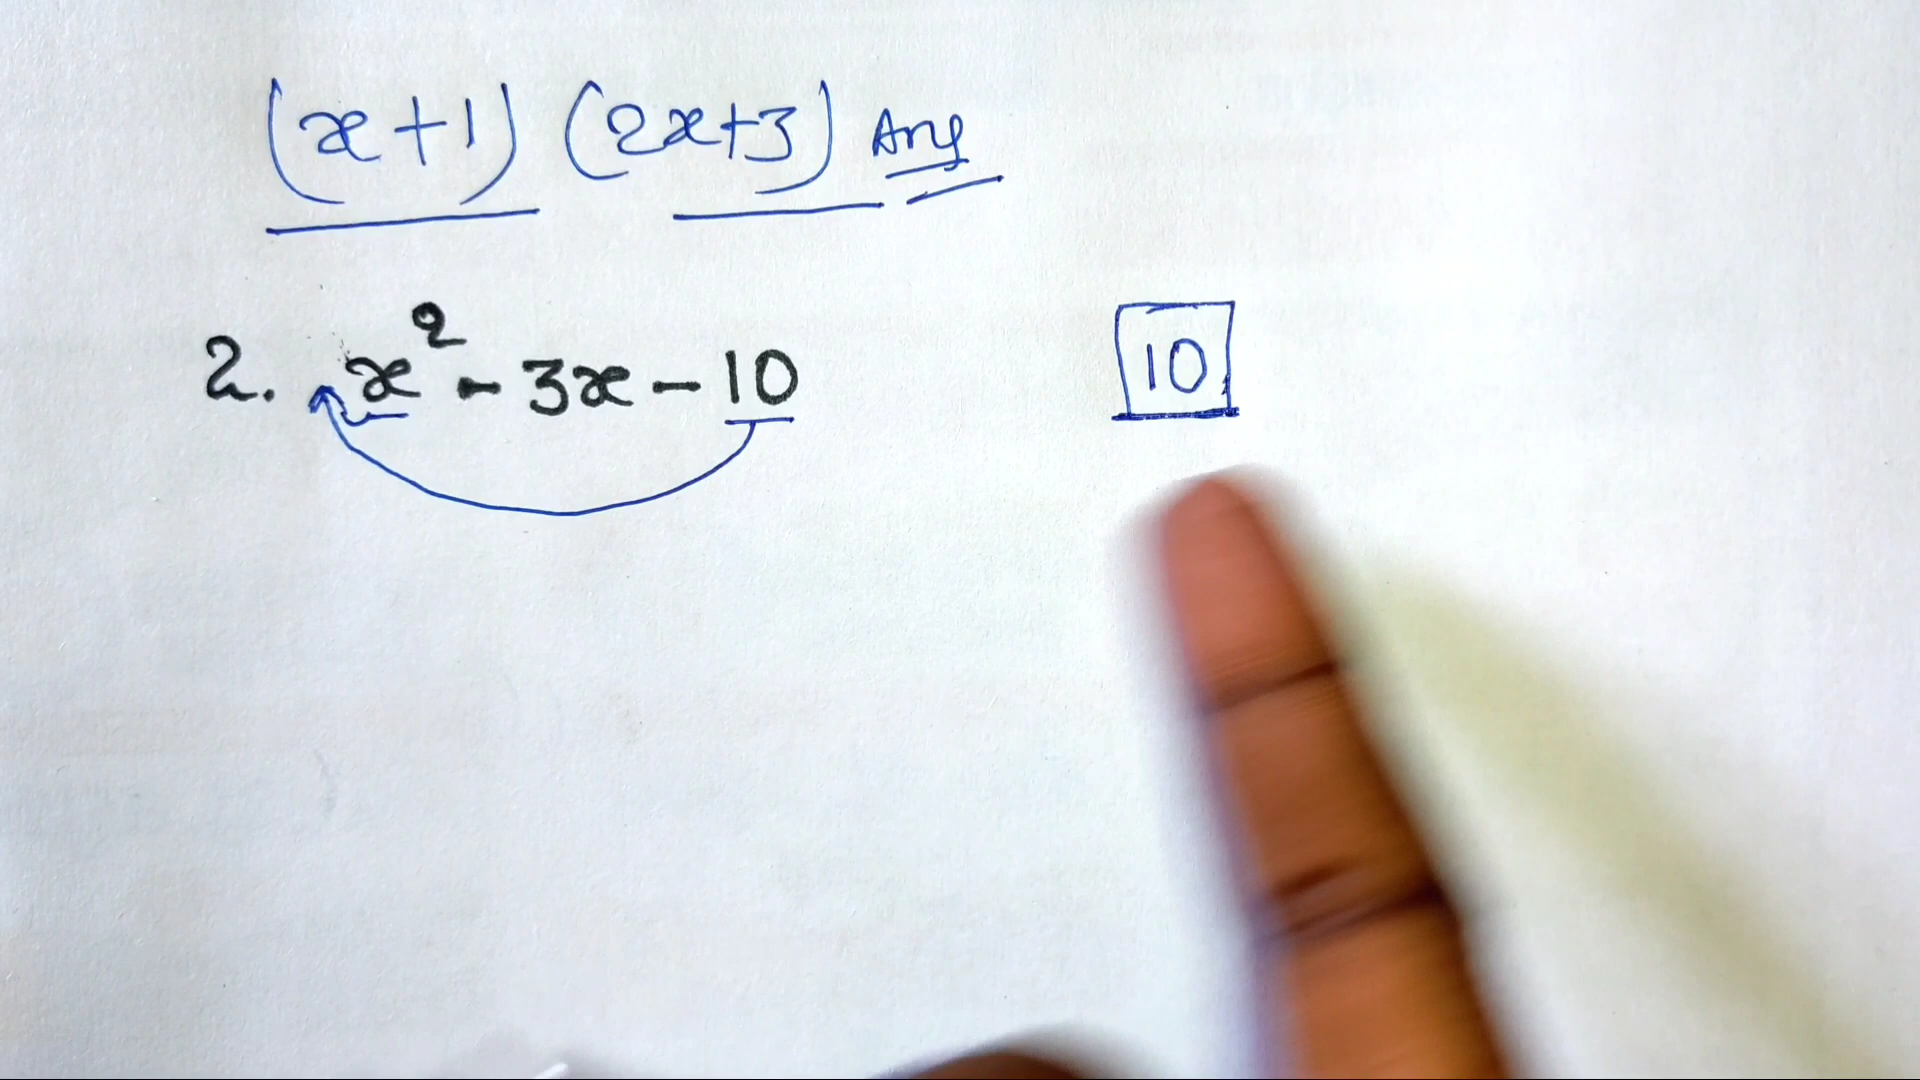 (x+1) (2x+3) Ans
2. x² - 3x - 10
10